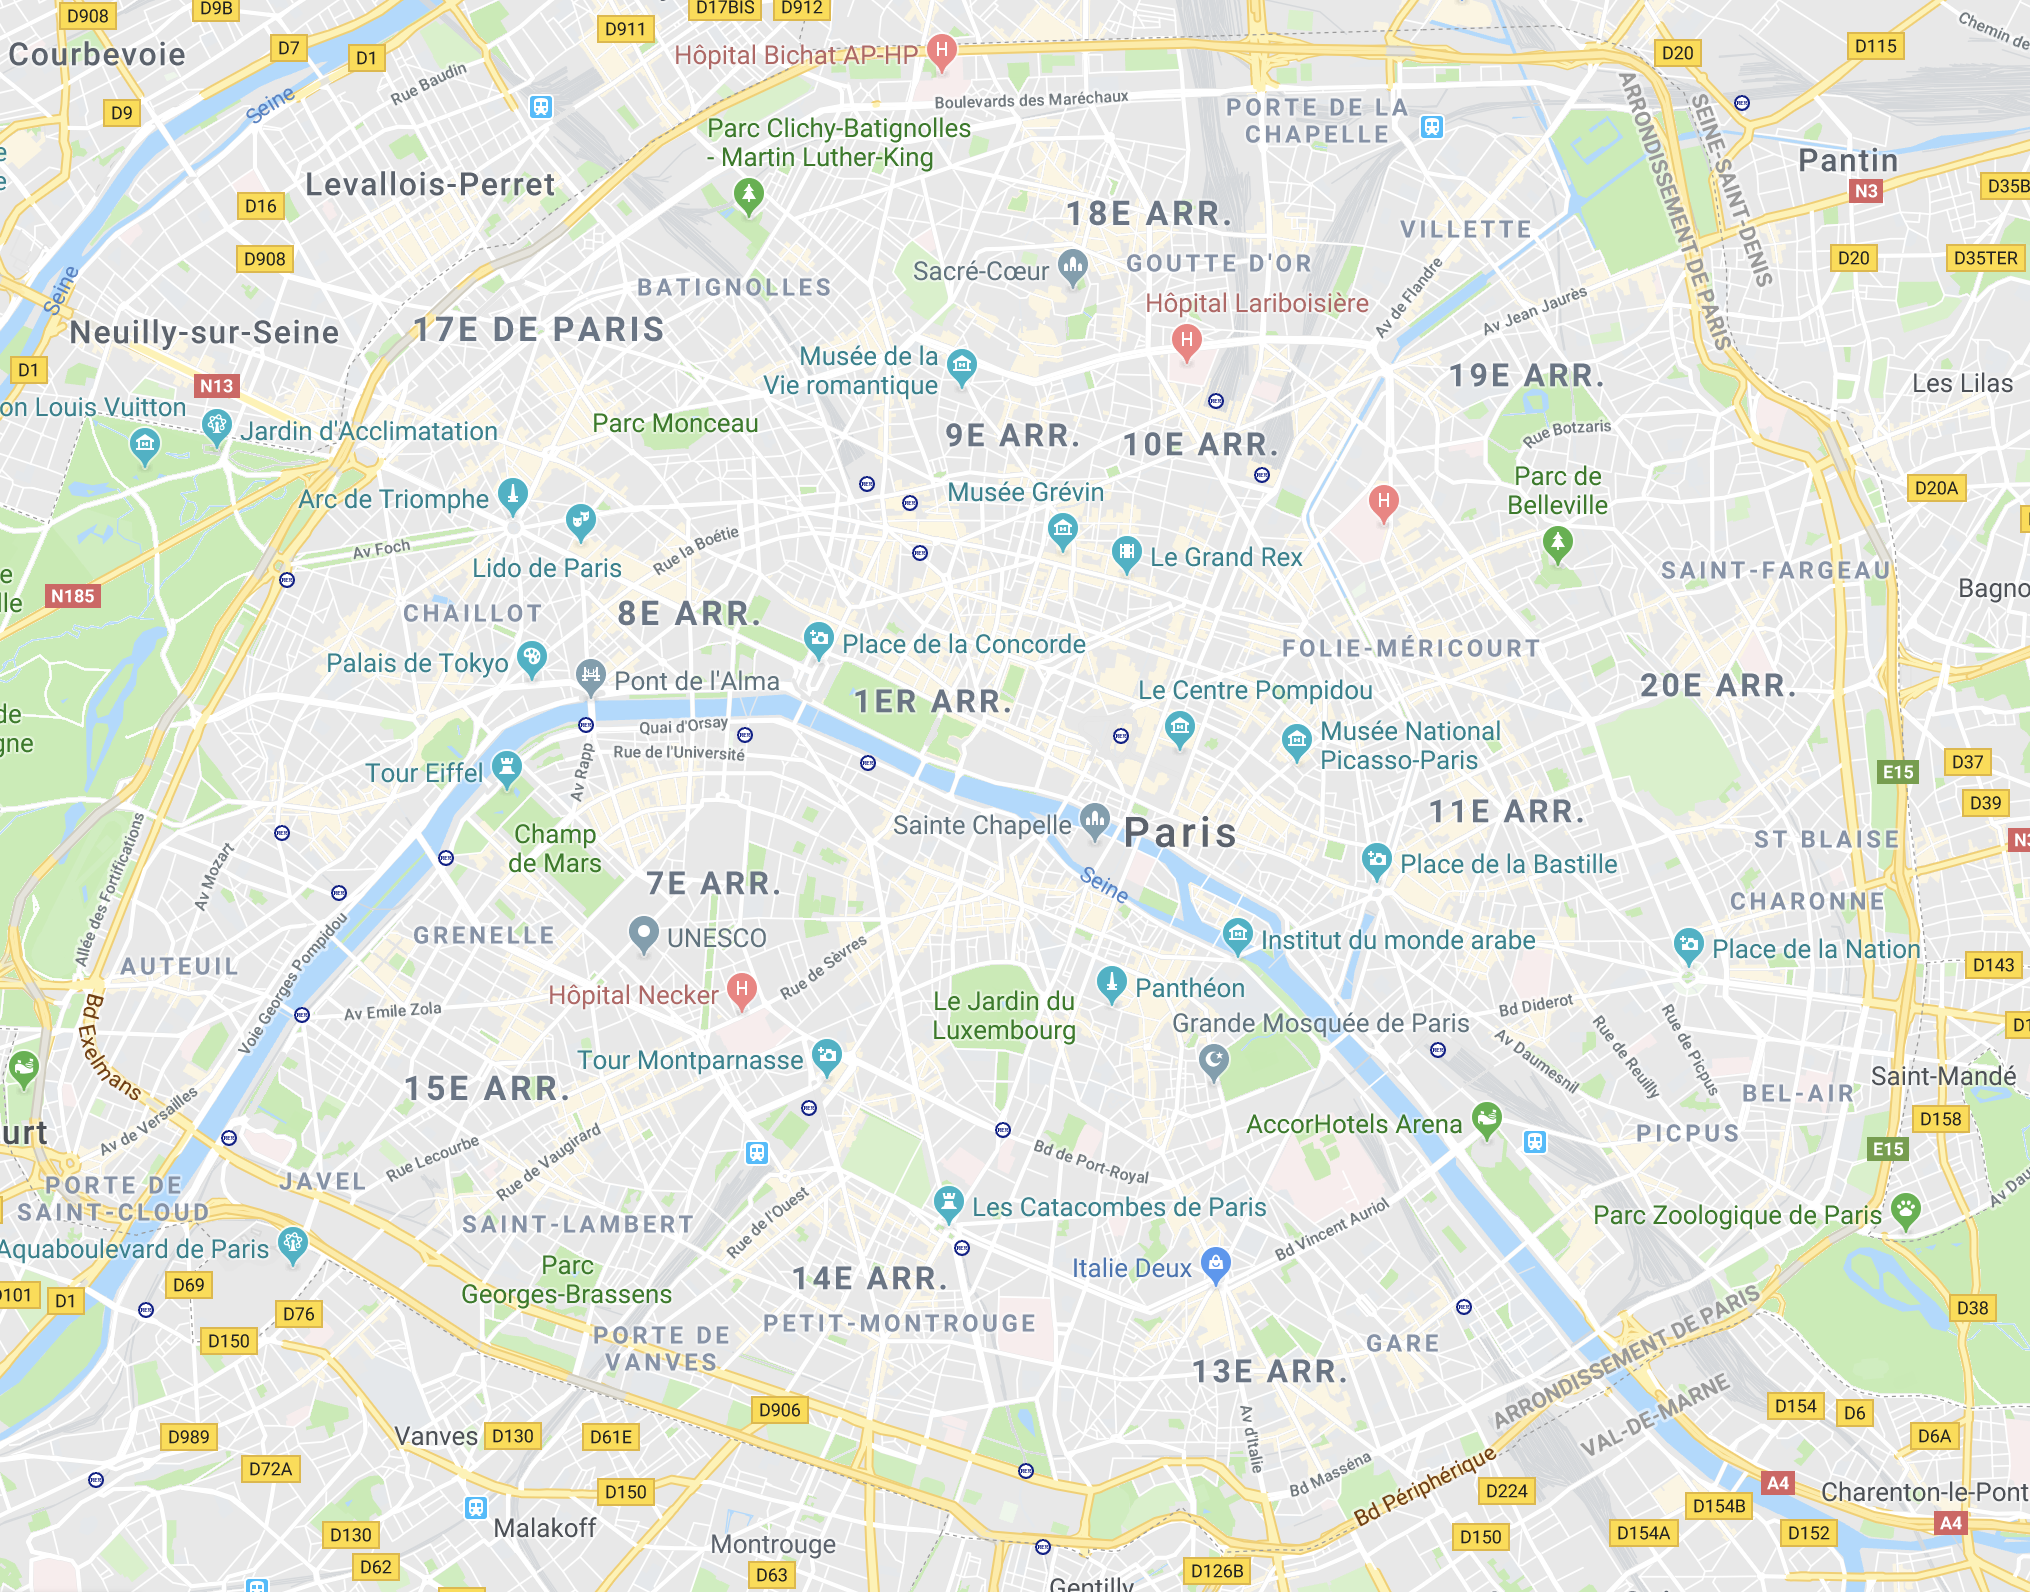 D908
D9B
D17BIS
D912
D911
Courbevoie
D7
D1
Hôpital Bichat AP-HP
D20
D115
Chemin de
Rue Baudin
Seine
D9
Boulevards des Maréchaux
PORTE DE LA
CHAPELLE
Parc Clichy-Batignolles
- Martin Luther-King
Pantin
N3
D35B
Levallois-Perret
D16
18E ARR.
VILLETTE
ARRONDISSEMENT DE PARIS
SEINE-SAINT-DENIS
D908
D20
D35TER
Sacré-Cœur
GOUTTE D'OR
BATIGNOLLES
Seine
Hôpital Lariboisière
Av de Flandre
Av Jean Jaurès
Neuilly-sur-Seine
17E DE PARIS
D1
N13
Musée de la
Vie romantique
19E ARR.
Les Lilas
on Louis Vuitton
Jardin d'Acclimatation
Parc Monceau
9E ARR.
10E ARR.
Rue Botzaris
Arc de Triomphe
Musée Grévin
Parc de
Belleville
D20A
Av Foch
Rue la Boétie
Lido de Paris
Le Grand Rex
SAINT-FARGEAU
e
lle
N185
Bagno
CHAILLOT
8E ARR.
Place de la Concorde
FOLIE-MÉRICOURT
Palais de Tokyo
Pont de l'Alma
1ER ARR.
Le Centre Pompidou
20E ARR.
de
gne
Quai d'Orsay
Rue de l'Université
Musée National
Picasso-Paris
Tour Eiffel
Av Rapp
E15
D37
D39
11E ARR.
Champ
de Mars
Sainte Chapelle
Paris
ST BLAISE
N3
Allée des Fortifications
Av Mozart
Place de la Bastille
7E ARR.
Seine
CHARONNE
GRENELLE
UNESCO
Institut du monde arabe
Place de la Nation
AUTEUIL
Voie Georges Pompidou
Rue de Sèvres
D143
Hôpital Necker
Le Jardin du
Luxembourg
Panthéon
Av Emile Zola
Bd Diderot
Grande Mosquée de Paris
D1
Bd Exelmans
Av Daumesnil
Rue de Reuilly
Rue de Picpus
Tour Montparnasse
15E ARR.
Saint-Mandé
BEL-AIR
urt
Av de Versailles
AccorHotels Arena
D158
PICPUS
Rue Lecourbe
Rue de Vaugirard
Bd de Port-Royal
E15
PORTE DE
SAINT-CLOUD
JAVEL
Les Catacombes de Paris
Av Dau
SAINT-LAMBERT
Rue de l'Ouest
Bd Vincent Auriol
Parc Zoologique de Paris
Aquaboulevard de Paris
Parc
Georges-Brassens
14E ARR.
Italie Deux
D69
D101
D1
D76
D38
PETIT-MONTROUGE
D150
PORTE DE
VANVES
GARE
ARRONDISSEMENT DE PARIS
13E ARR.
D906
VAL-DE-MARNE
D154
D6
D989
Vanves
D130
D61E
Av d'Italie
D6A
D72A
Bd Masséna
Bd Périphérique
A4
D150
D224
Charenton-le-Pont
D154B
Malakoff
D130
Montrouge
D150
D154A
D152
A4
D62
D63
D126B
Gentilly